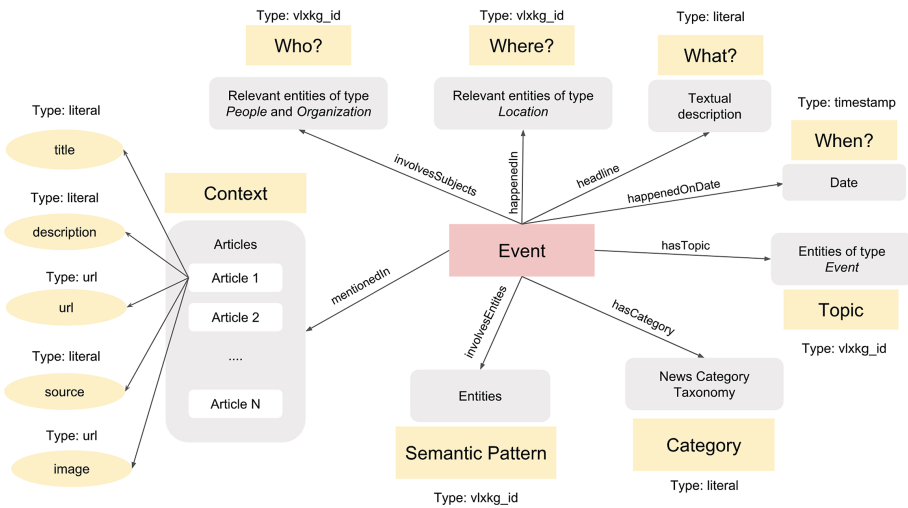 Type: vlxkg_id
Who?
Relevant entities of type
People and Organization
Type: vlxkg_id
Where?
Relevant entities of type
Location
Type: literal
What?
Textual
description
Type: timestamp
When?
Date
involvesSubjects
happenedIn
headline
happenedOnDate
Type: literal
title
Type: literal
description
Type: url
url
Type: literal
source
Type: url
image
Context
Articles
Article 1
Article 2
....
Article N
mentionedIn
Event
hasTopic
Entities of type
Event
Topic
Type: vlxkg_id
involvesEntites
hasCategory
Entities
Semantic Pattern
Type: vlxkg_id
News Category
Taxonomy
Category
Type: literal